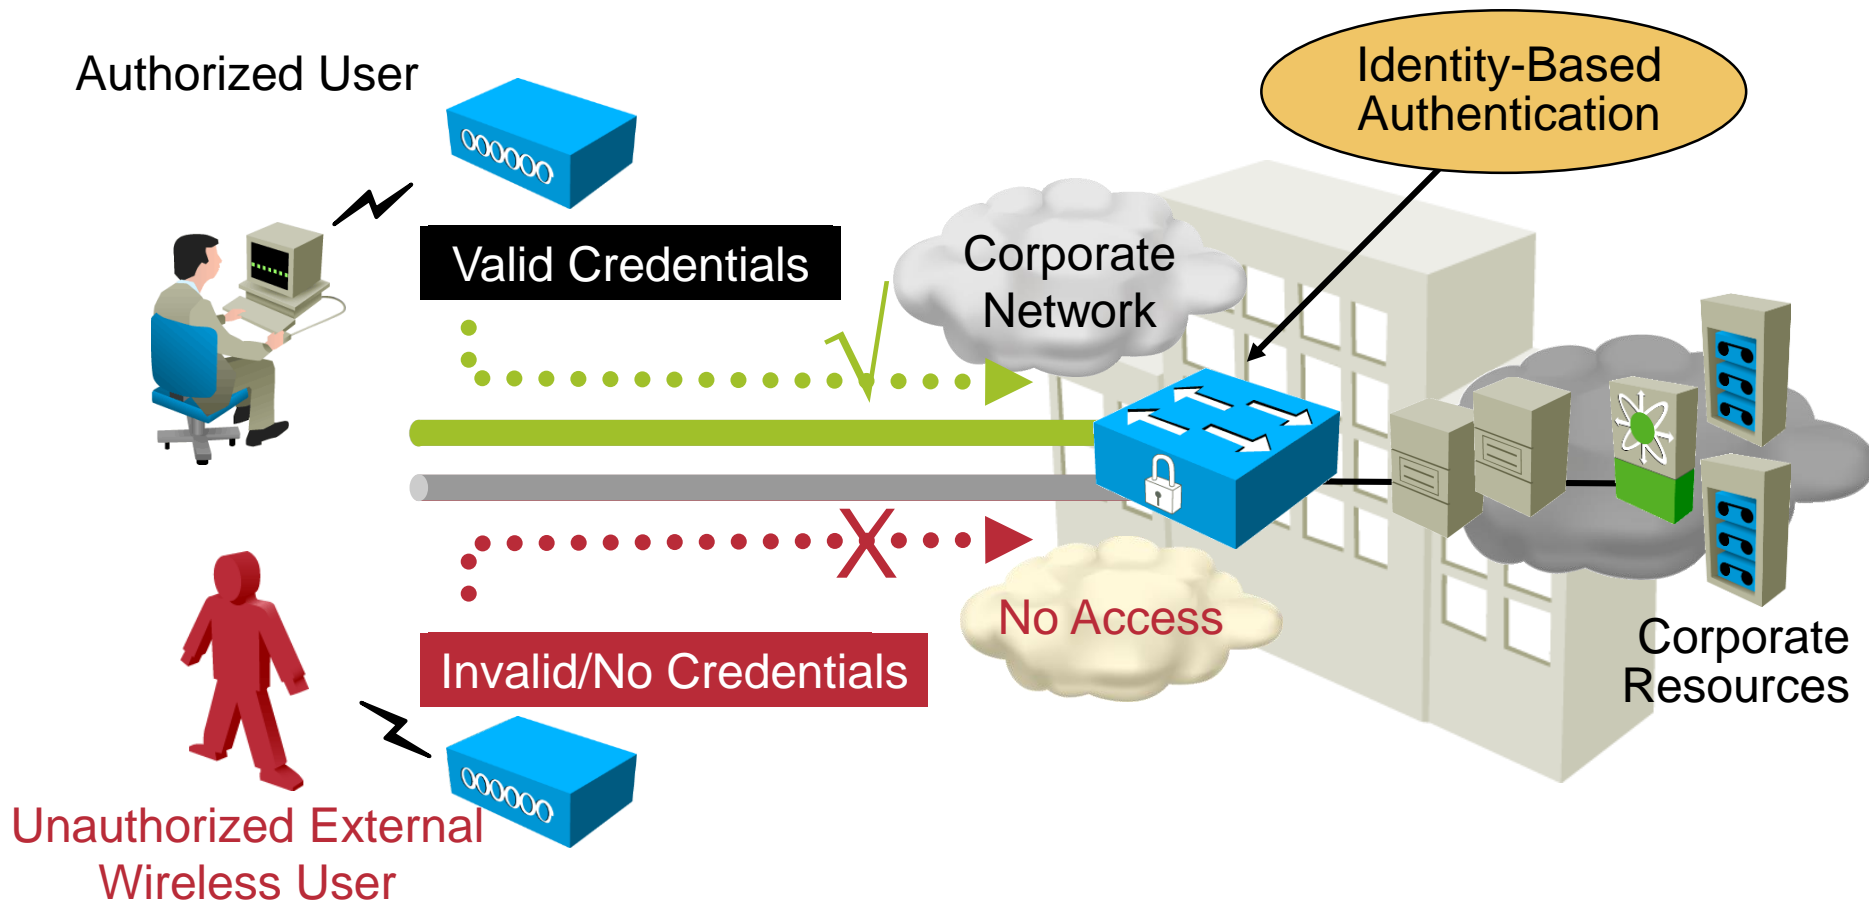 Authorized User
Identity-Based
Authentication
Valid Credentials
Corporate
Network
No Access
Invalid/No Credentials
Corporate
Resources
Unauthorized External
Wireless User